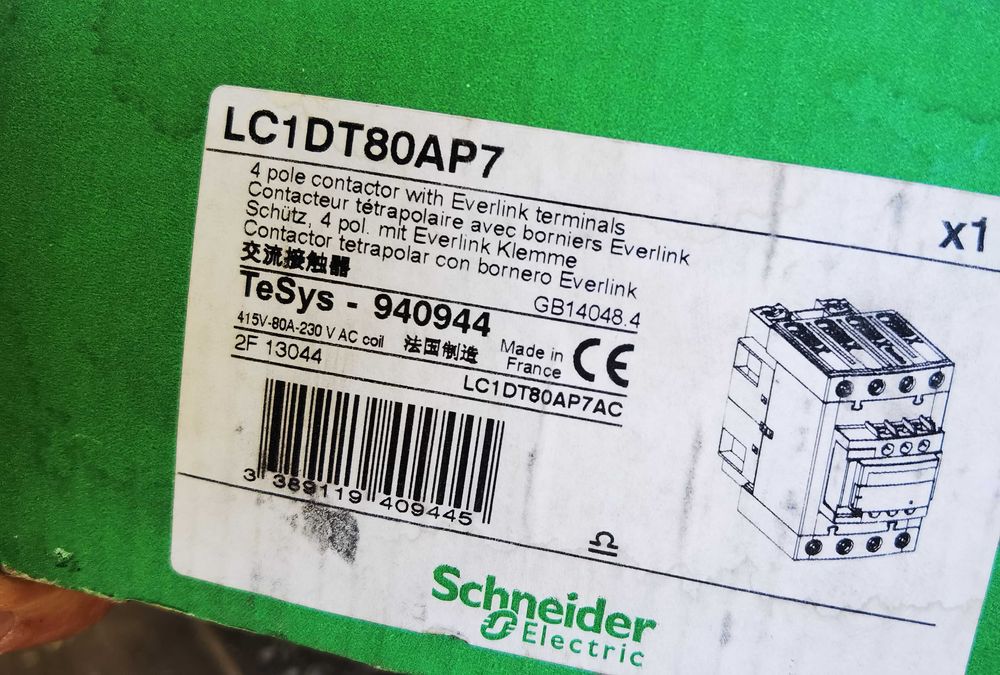 LC1DT80AP7
4 pole contactor with Everlink terminals
Contacteur tétrapolaire avec borniers Everlink
Schütz, 4 pol. mit Everlink Klemme
Contactor tetrapolar con bornero Everlink
x1
交流接触器
GB14048.4
TeSys - 940944
415V-80A-230 V AC coil
法国制造
Made in
France
CE
2F 13044
LC1DT80AP7AC
3 389119 409445
Schneider
Electric